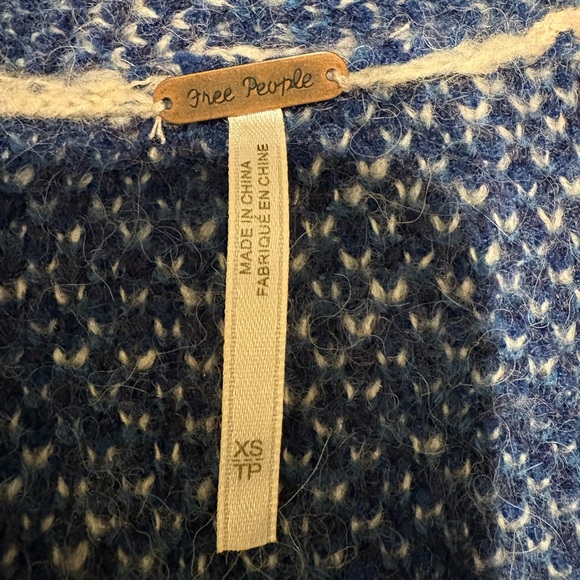 Free People
MADE IN CHINA
FABRIQUÉ EN CHINE
XS
TP